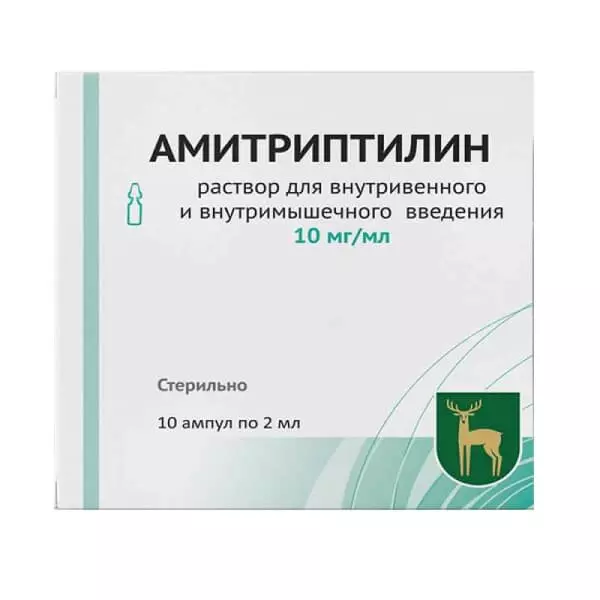 АМИТРИПТИЛИН
раствор для внутривенного
и внутримышечного введения
10 мг/мл
Стерильно
10 ампул по 2 мл